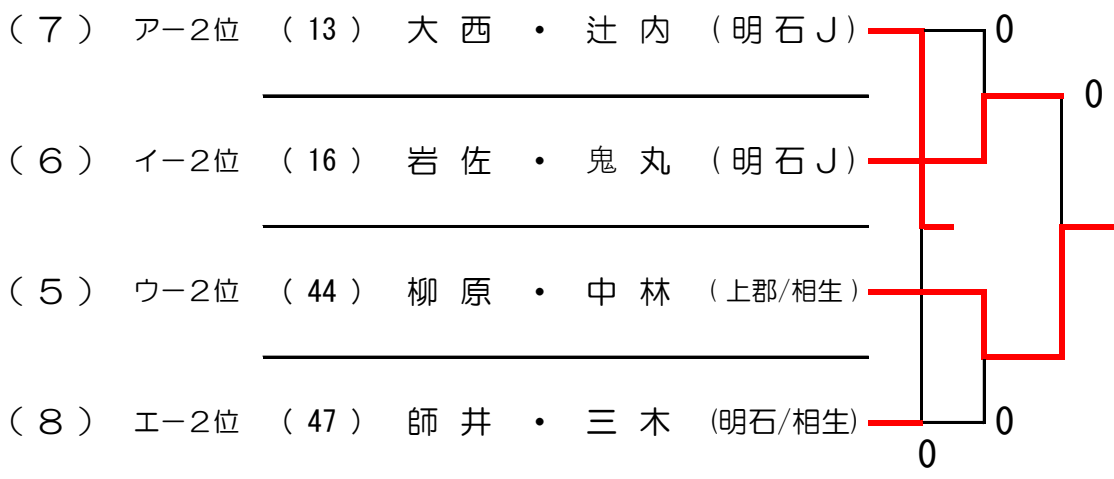 （７） アー２位 （13） 大西・辻内 （明石Ｊ） 0
0
（６） イー２位 （16） 岩佐・鬼丸 （明石Ｊ）
（５） ウー２位 （44） 柳原・中林 （上郡/相生）
（８） エー２位 （47） 師井・三木 (明石/相生) 0
0